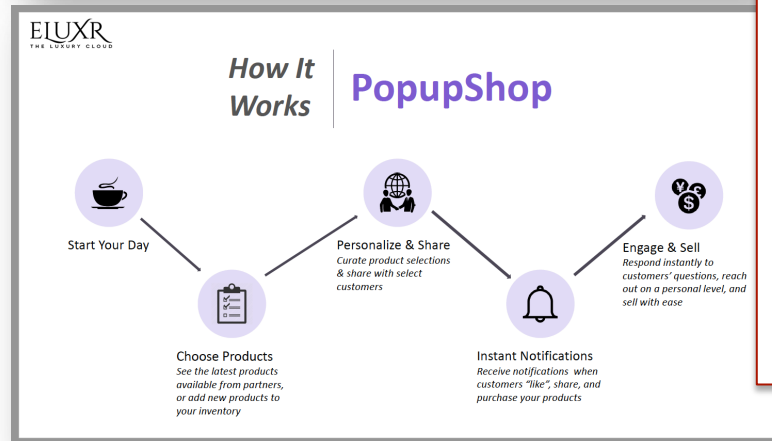 ELUXR
THE LUXURY CLOUD
How It
Works
PopupShop
Start Your Day
Choose Products
See the latest products
available from partners,
or add new products to
your inventory
Personalize & Share
Curate product selections
& share with select
customers
Instant Notifications
Receive notifications when
customers “like”, share, and
purchase your products
¥
£
$
Engage & Sell
Respond instantly to
customers’ questions, reach
out on a personal level, and
sell with ease